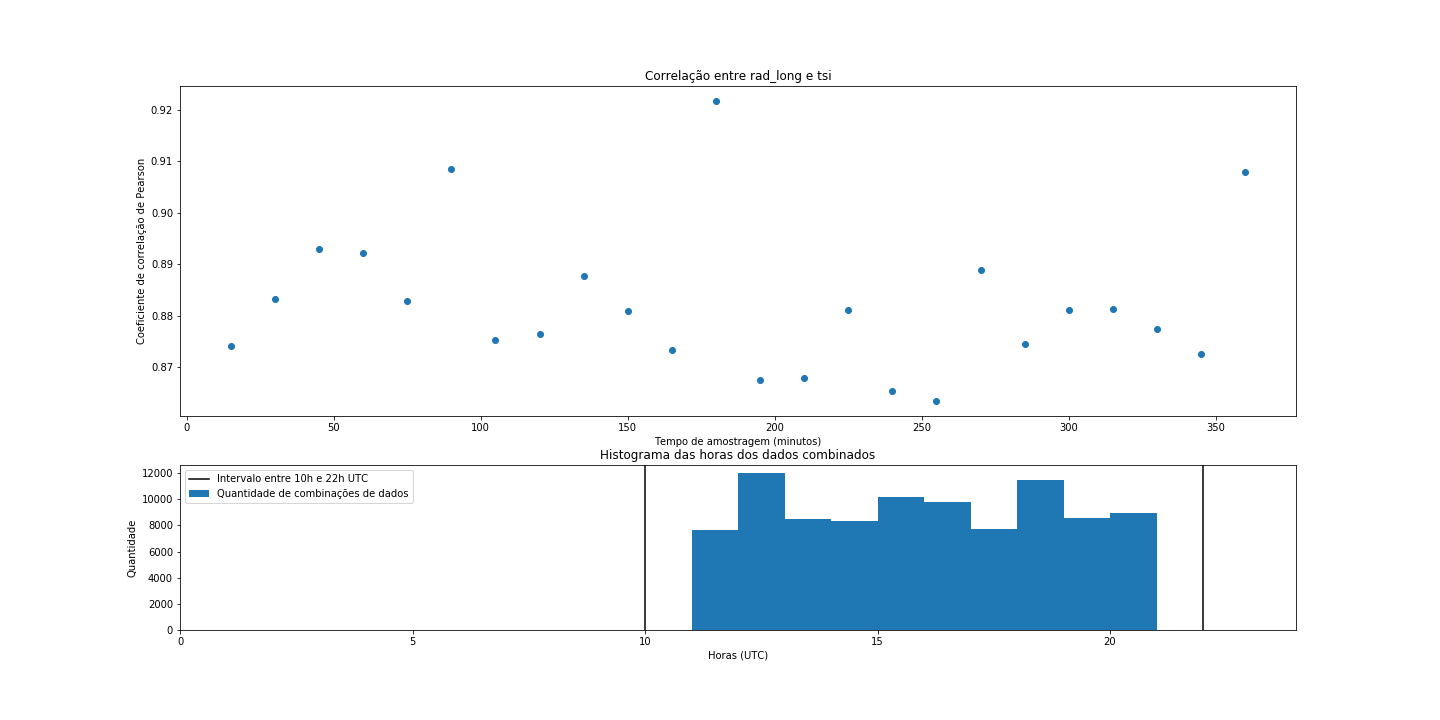 Correlação entre rad_long e tsi
Coeficiente de correlação de Pearson
0.92
0.91
0.90
0.89
0.88
0.87
0 50 100 150 200 250 300 350
Tempo de amostragem (minutos)
Histograma das horas dos dados combinados
Quantidade
Intervalo entre 10h e 22h UTC
Quantidade de combinações de dados
12000
10000
8000
6000
4000
2000
0
0 5 10 15 20
Horas (UTC)